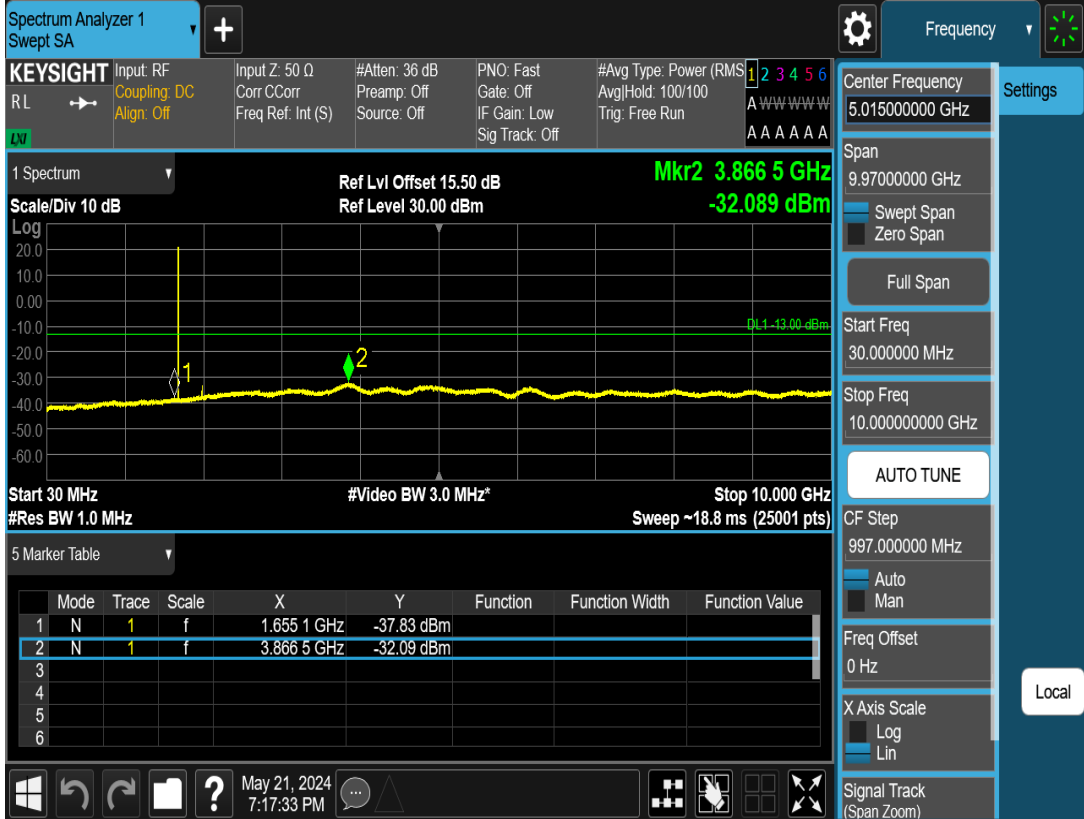 Spectrum Analyzer 1
Swept SA
+
Frequency
KEYSIGHT
RL
LXI
Input: RF
Coupling: DC
Align: Off
Input Z: 50 Ω
Corr CCorr
Freq Ref: Int (S)
#Atten: 36 dB
Preamp: Off
Source: Off
PNO: Fast
Gate: Off
IF Gain: Low
Sig Track: Off
#Avg Type: Power (RMS
Avg|Hold: 100/100
Trig: Free Run
1 2 3 4 5 6
A W W W W W
A A A A A A
1 Spectrum
Scale/Div 10 dB
Ref Lvl Offset 15.50 dB
Ref Level 30.00 dBm
Mkr2 3.866 5 GHz
-32.089 dBm
Log
20.0
10.0
0.00
-10.0
-20.0
-30.0
-40.0
-50.0
-60.0
DL1 -13.00 dBm
1
2
Start 30 MHz
#Video BW 3.0 MHz*
Stop 10.000 GHz
#Res BW 1.0 MHz
Sweep ~18.8 ms (25001 pts)
5 Marker Table
Mode Trace Scale X Y Function Function Width Function Value
1 N 1 f 1.655 1 GHz -37.83 dBm
2 N 1 f 3.866 5 GHz -32.09 dBm
3
4
5
6
?
May 21, 2024
7:17:33 PM
Center Frequency
5.015000000 GHz
Settings
Span
9.97000000 GHz
Swept Span
Zero Span
Full Span
Start Freq
30.000000 MHz
Stop Freq
10.000000000 GHz
AUTO TUNE
CF Step
997.000000 MHz
Auto
Man
Freq Offset
0 Hz
Local
X Axis Scale
Log
Lin
Signal Track
(Span Zoom)